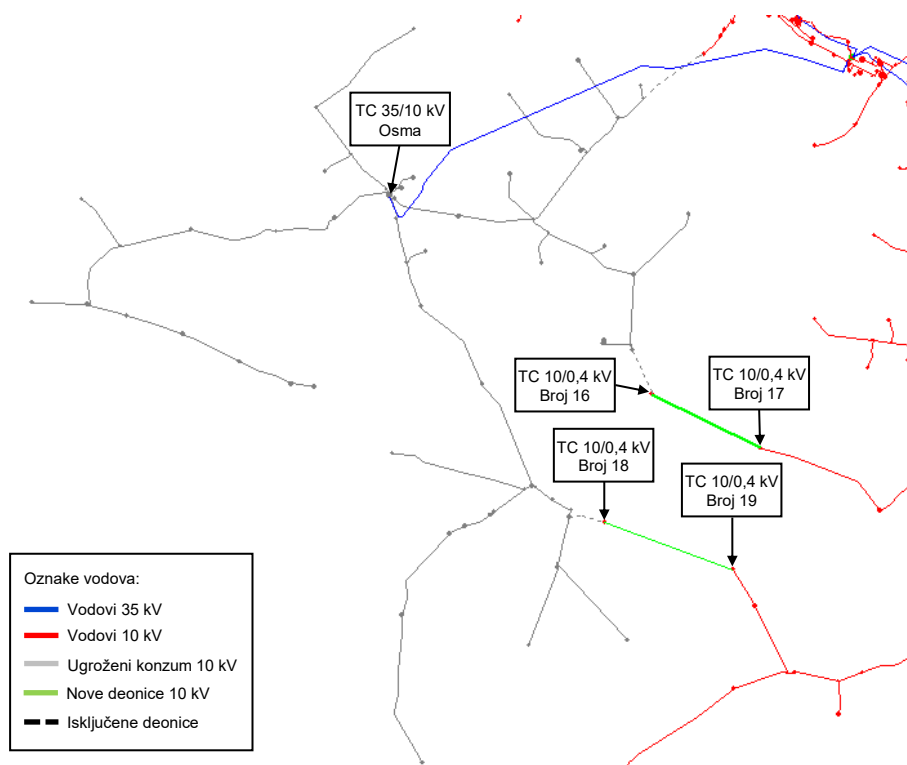 TC 35/10 kV
Osma
TC 10/0,4 kV
Broj 16
TC 10/0,4 kV
Broj 17
TC 10/0,4 kV
Broj 18
TC 10/0,4 kV
Broj 19
Oznake vodova:
Vodovi 35 kV
Vodovi 10 kV
Ugroženi konzum 10 kV
Nove deonice 10 kV
Isključene deonice